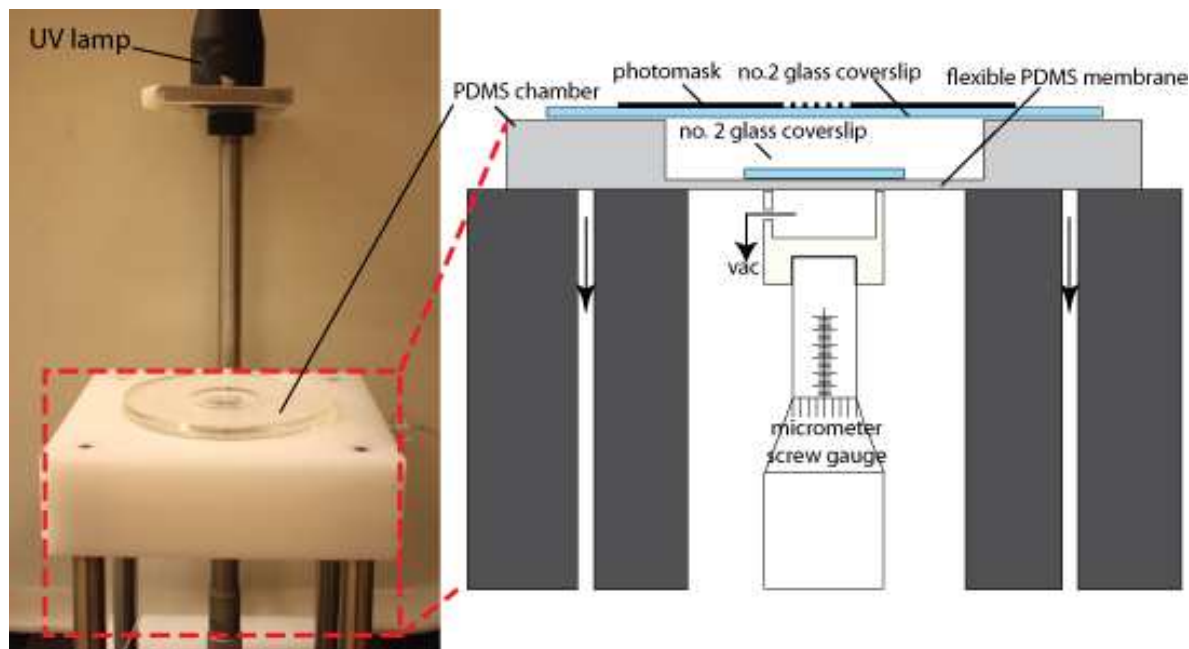 UV lamp
PDMS chamber
photomask
no.2 glass coverslip
flexible PDMS membrane
no. 2 glass coverslip
vac
micrometer
screw gauge